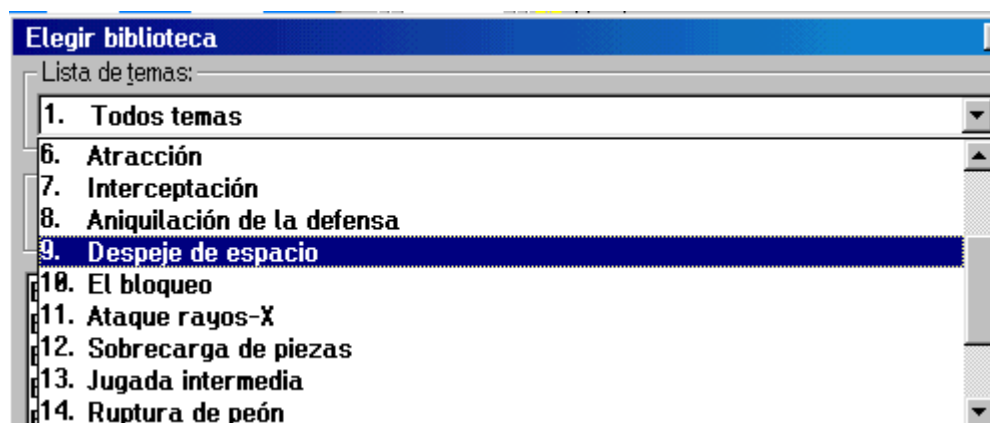 Elegir biblioteca
Lista de temas:
1. Todos temas
6. Atracción
7. Interceptación
8. Aniquilación de la defensa
9. Despeje de espacio
10. El bloqueo
11. Ataque rayos-X
12. Sobrecarga de piezas
13. Jugada intermedia
14. Ruptura de peón